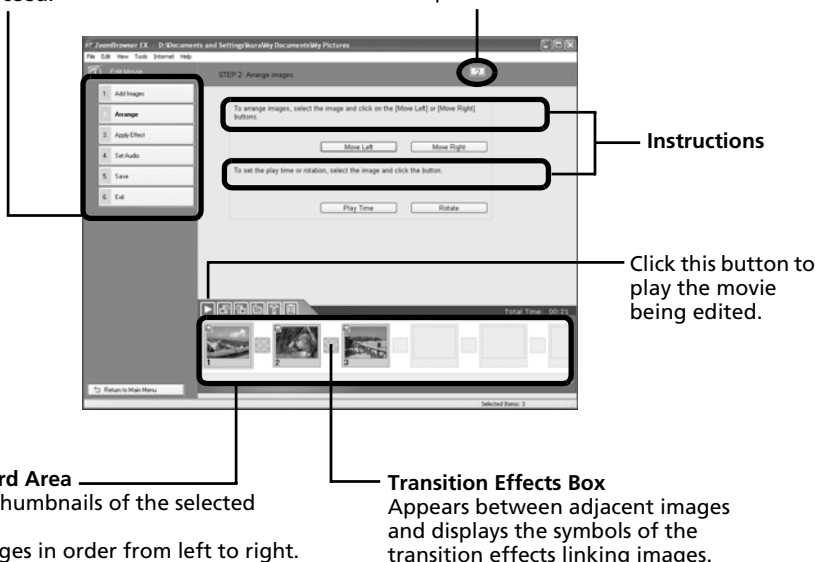 ZoomBrowser EX - D:\Documents and Settings\kura\My Documents\My Pictures
File Edit View Tools Internet Help
Edit Movie
STEP 2: Arrange images.
?
1. Add Images
2. Arrange
3. Apply Effect
4. Set Audio
5. Save
6. Exit
To arrange images, select the image and click on the [Move Left] or [Move Right]
buttons.
Move Left Move Right
To set the play time or rotation, select the image and click the button.
Play Time Rotate
Instructions
Click this button to
play the movie
being edited.
Total Time: 00:21
1 2 3
Return to Main Menu
Selected Items: 3
rd Area
humbnails of the selected
ges in order from left to right.
Transition Effects Box
Appears between adjacent images
and displays the symbols of the
transition effects linking images.